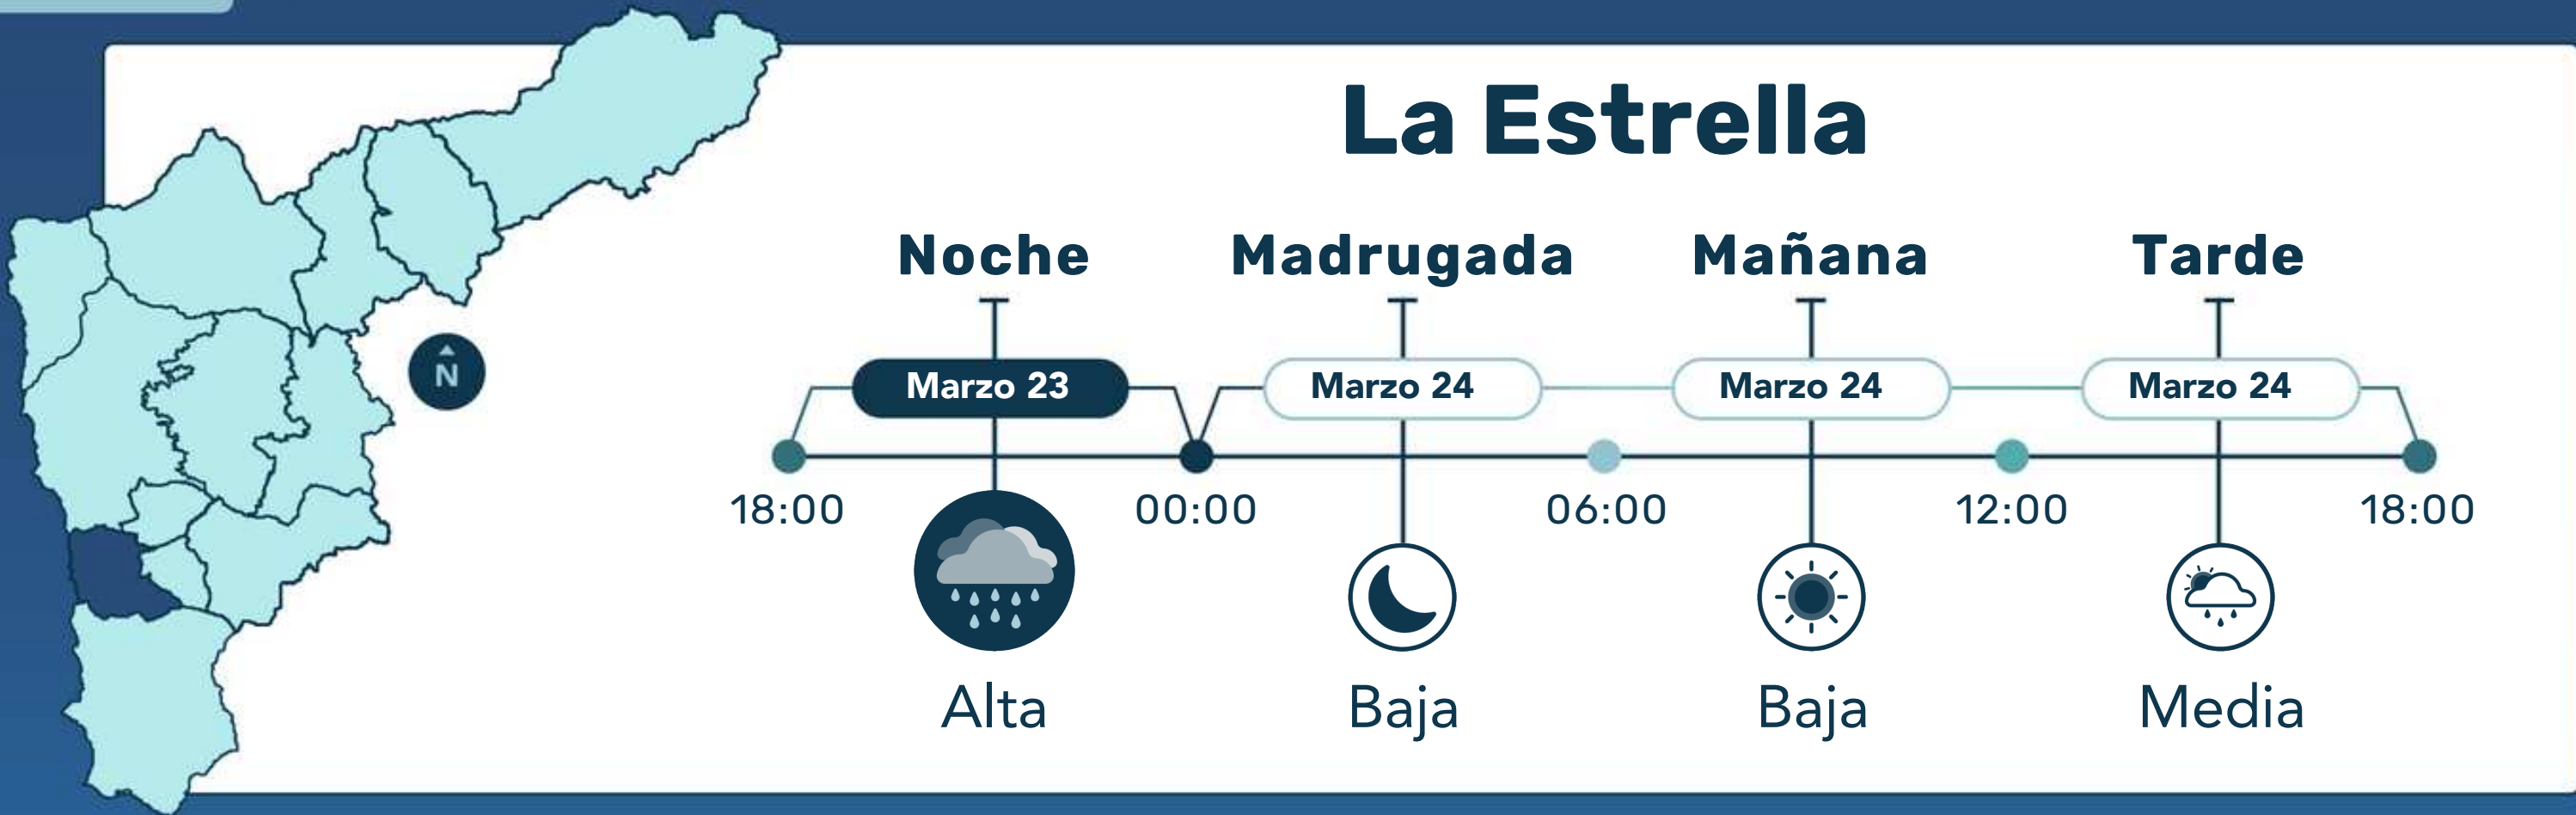 La Estrella
Noche Madrugada Mañana Tarde
N
Marzo 23 Marzo 24 Marzo 24 Marzo 24
18:00 00:00 06:00 12:00 18:00
Alta Baja Baja Media